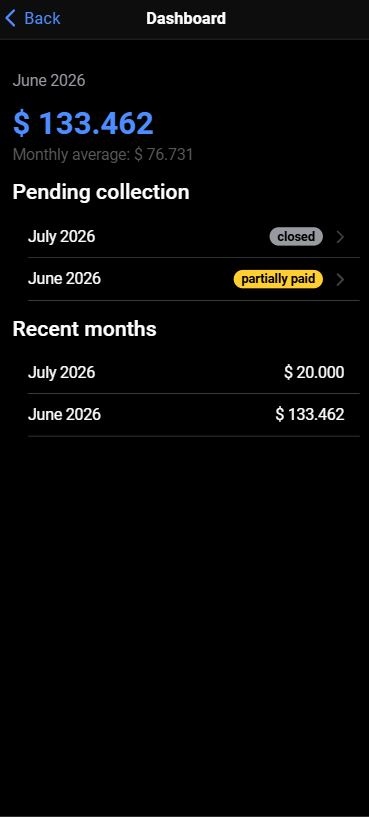 Back Dashboard
June 2026
$ 133.462
Monthly average: $ 76.731
Pending collection
July 2026 closed
June 2026 partially paid
Recent months
July 2026 $ 20.000
June 2026 $ 133.462